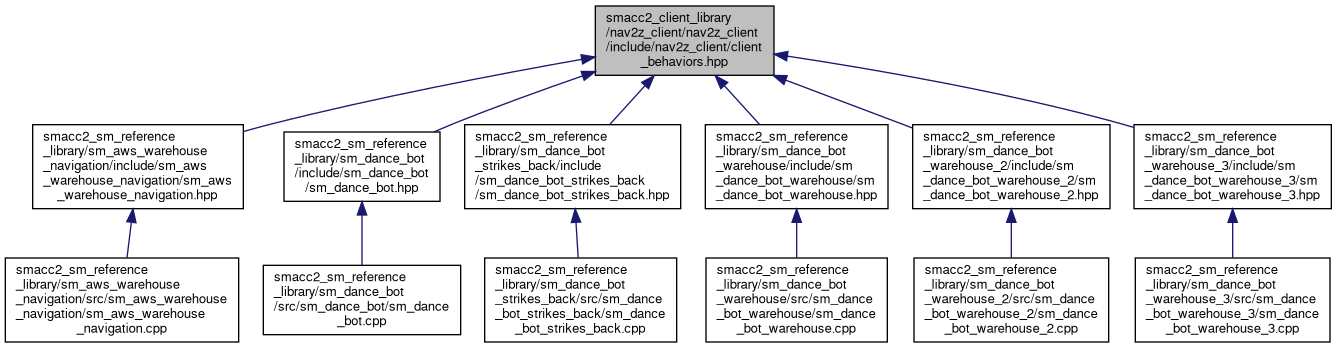 smacc2_client_library
/nav2z_client/nav2z_client
/include/nav2z_client/client
_behaviors.hpp
smacc2_sm_reference
_library/sm_aws_warehouse
_navigation/include/sm_aws
_warehouse_navigation/sm_aws
_warehouse_navigation.hpp
smacc2_sm_reference
_library/sm_dance_bot
/include/sm_dance_bot
/sm_dance_bot.hpp
smacc2_sm_reference
_library/sm_dance_bot
_strikes_back/include
/sm_dance_bot_strikes_back
/sm_dance_bot_strikes_back.hpp
smacc2_sm_reference
_library/sm_dance_bot
_warehouse/include/sm
_dance_bot_warehouse/sm
_dance_bot_warehouse.hpp
smacc2_sm_reference
_library/sm_dance_bot
_warehouse_2/include/sm
_dance_bot_warehouse_2/sm
_dance_bot_warehouse_2.hpp
smacc2_sm_reference
_library/sm_dance_bot
_warehouse_3/include/sm
_dance_bot_warehouse_3/sm
_dance_bot_warehouse_3.hpp
smacc2_sm_reference
_library/sm_aws_warehouse
_navigation/src/sm_aws_warehouse
_navigation/sm_aws_warehouse
_navigation.cpp
smacc2_sm_reference
_library/sm_dance_bot
/src/sm_dance_bot/sm_dance
_bot.cpp
smacc2_sm_reference
_library/sm_dance_bot
_strikes_back/src/sm_dance
_bot_strikes_back/sm_dance
_bot_strikes_back.cpp
smacc2_sm_reference
_library/sm_dance_bot
_warehouse/src/sm_dance
_bot_warehouse/sm_dance
_bot_warehouse.cpp
smacc2_sm_reference
_library/sm_dance_bot
_warehouse_2/src/sm_dance
_bot_warehouse_2/sm_dance
_bot_warehouse_2.cpp
smacc2_sm_reference
_library/sm_dance_bot
_warehouse_3/src/sm_dance
_bot_warehouse_3/sm_dance
_bot_warehouse_3.cpp